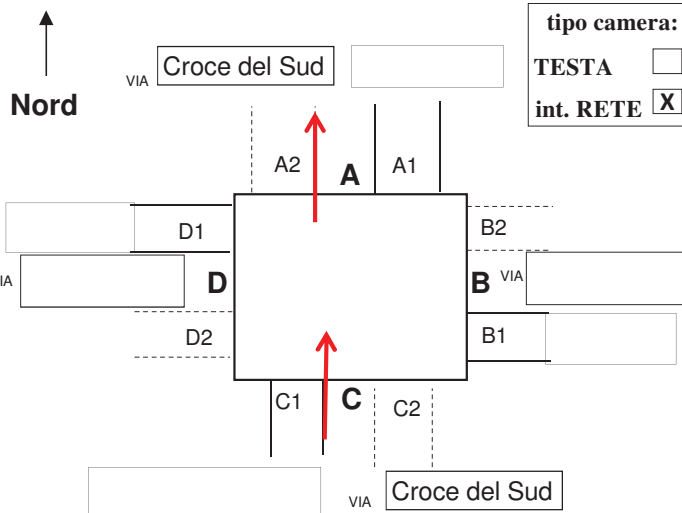 tipo camera:
VIA Croce del Sud
TESTA
Nord
int. RETE X
A2 A A1
D1 B2
VIA D B VIA
D2 B1
C1 C C2
VIA Croce del Sud